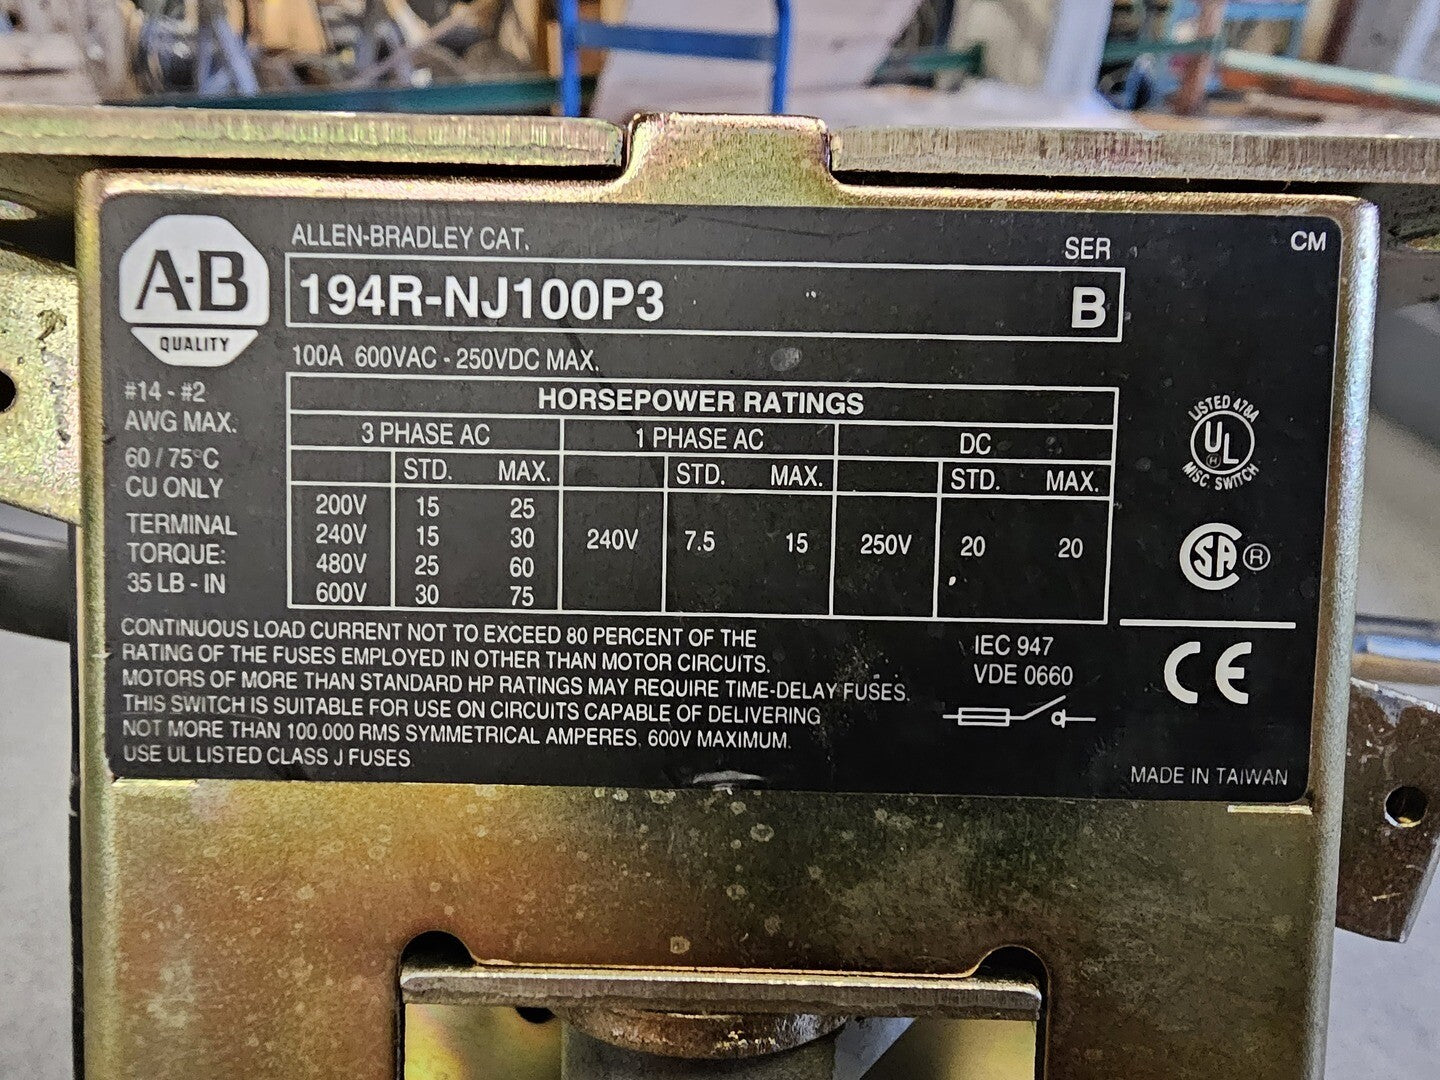 ALLEN-BRADLEY CAT.
SER
CM
A-B
QUALITY
194R-NJ100P3
B
100A 600VAC - 250VDC MAX.
#14 - #2
AWG MAX.
60 / 75°C
CU ONLY
TERMINAL
TORQUE:
35 LB - IN
HORSEPOWER RATINGS
3 PHASE AC 1 PHASE AC DC
STD. MAX. STD. MAX. STD. MAX.
200V 15 25
240V 15 30
480V 25 60
600V 30 75
240V 7.5 15
250V 20 20
LISTED 478A
UL
MISC. SWITCH
SA ®
CONTINUOUS LOAD CURRENT NOT TO EXCEED 80 PERCENT OF THE
RATING OF THE FUSES EMPLOYED IN OTHER THAN MOTOR CIRCUITS.
MOTORS OF MORE THAN STANDARD HP RATINGS MAY REQUIRE TIME-DELAY FUSES.
THIS SWITCH IS SUITABLE FOR USE ON CIRCUITS CAPABLE OF DELIVERING
NOT MORE THAN 100.000 RMS SYMMETRICAL AMPERES, 600V MAXIMUM.
USE UL LISTED CLASS J FUSES
IEC 947
VDE 0660
CE
MADE IN TAIWAN